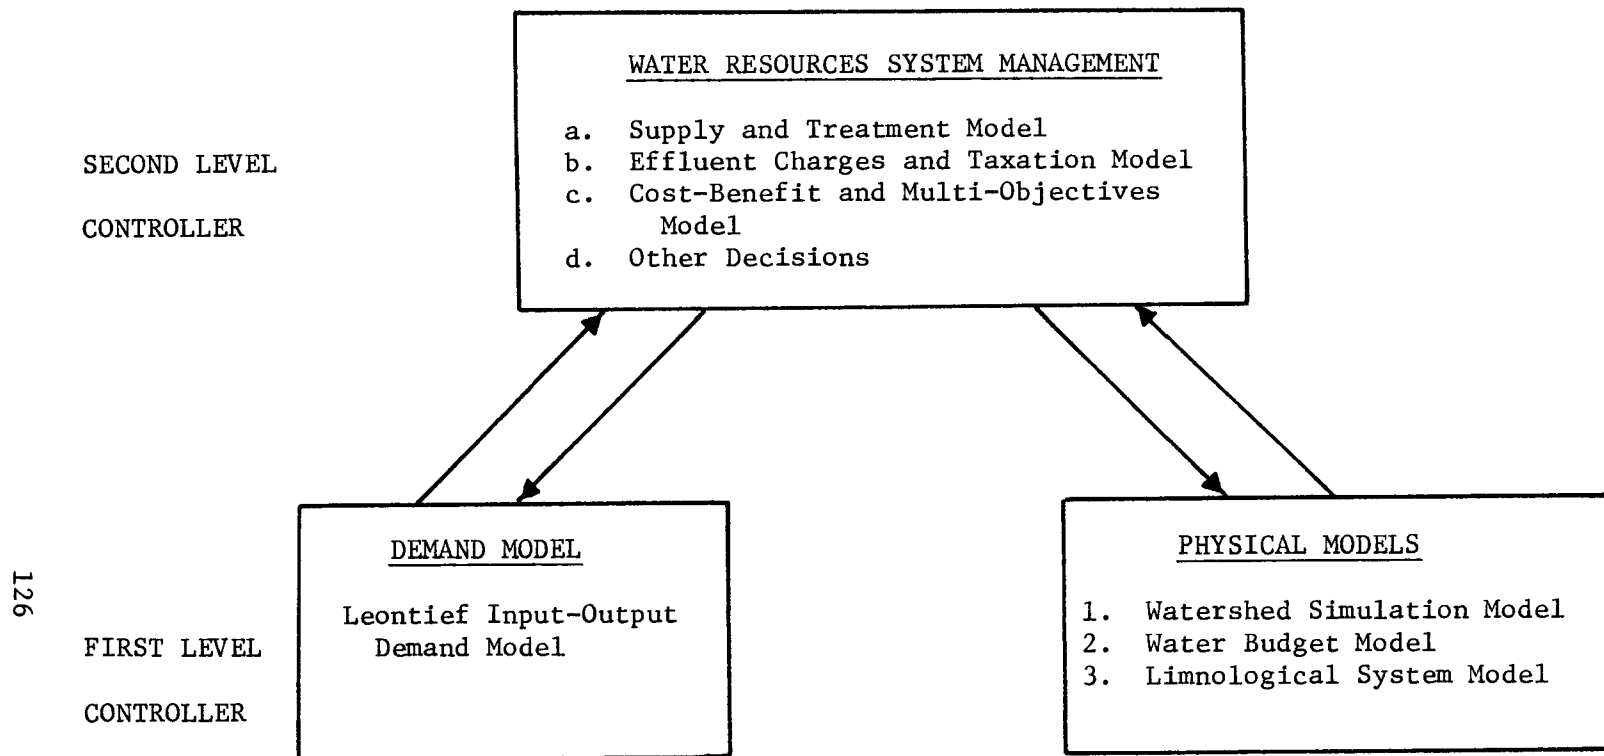 WATER RESOURCES SYSTEM MANAGEMENT
a. Supply and Treatment Model
b. Effluent Charges and Taxation Model
c. Cost-Benefit and Multi-Objectives
Model
d. Other Decisions
SECOND LEVEL
CONTROLLER
DEMAND MODEL
Leontief Input-Output
Demand Model
PHYSICAL MODELS
1. Watershed Simulation Model
2. Water Budget Model
3. Limnological System Model
FIRST LEVEL
CONTROLLER
126